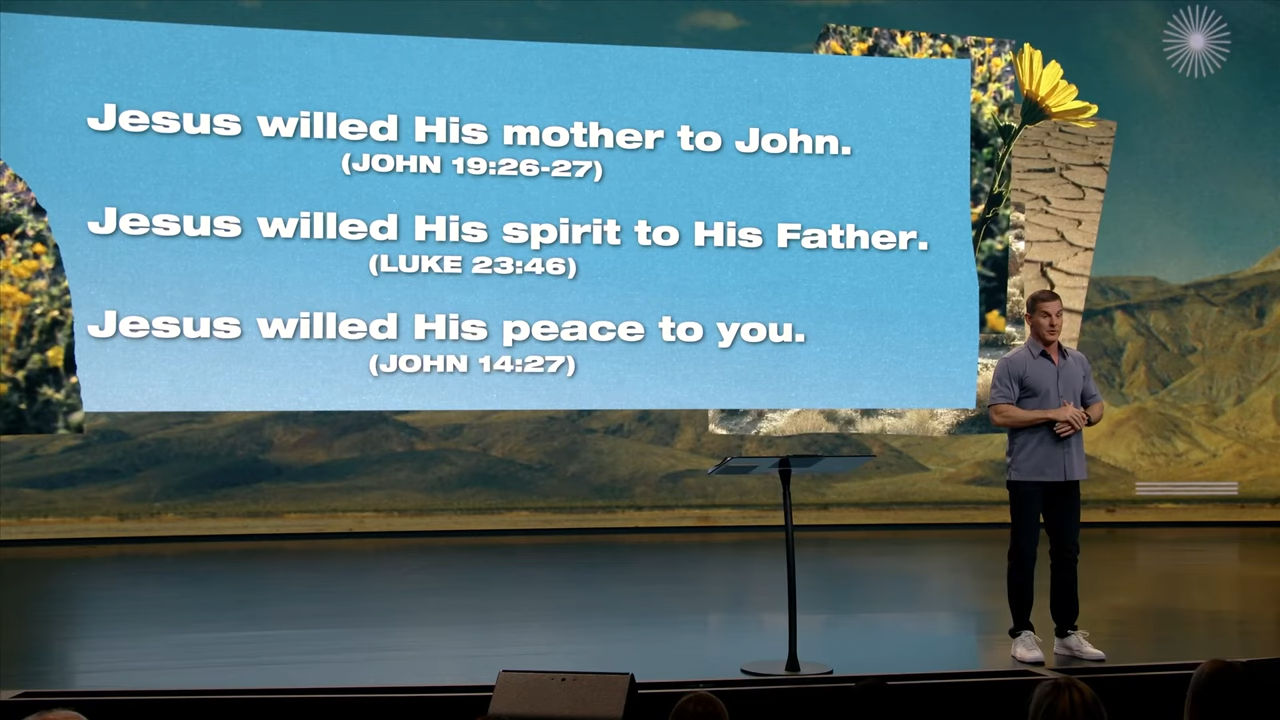 Jesus willed His mother to John.
(JOHN 19:26-27)
Jesus willed His spirit to His Father.
(LUKE 23:46)
Jesus willed His peace to you.
(JOHN 14:27)